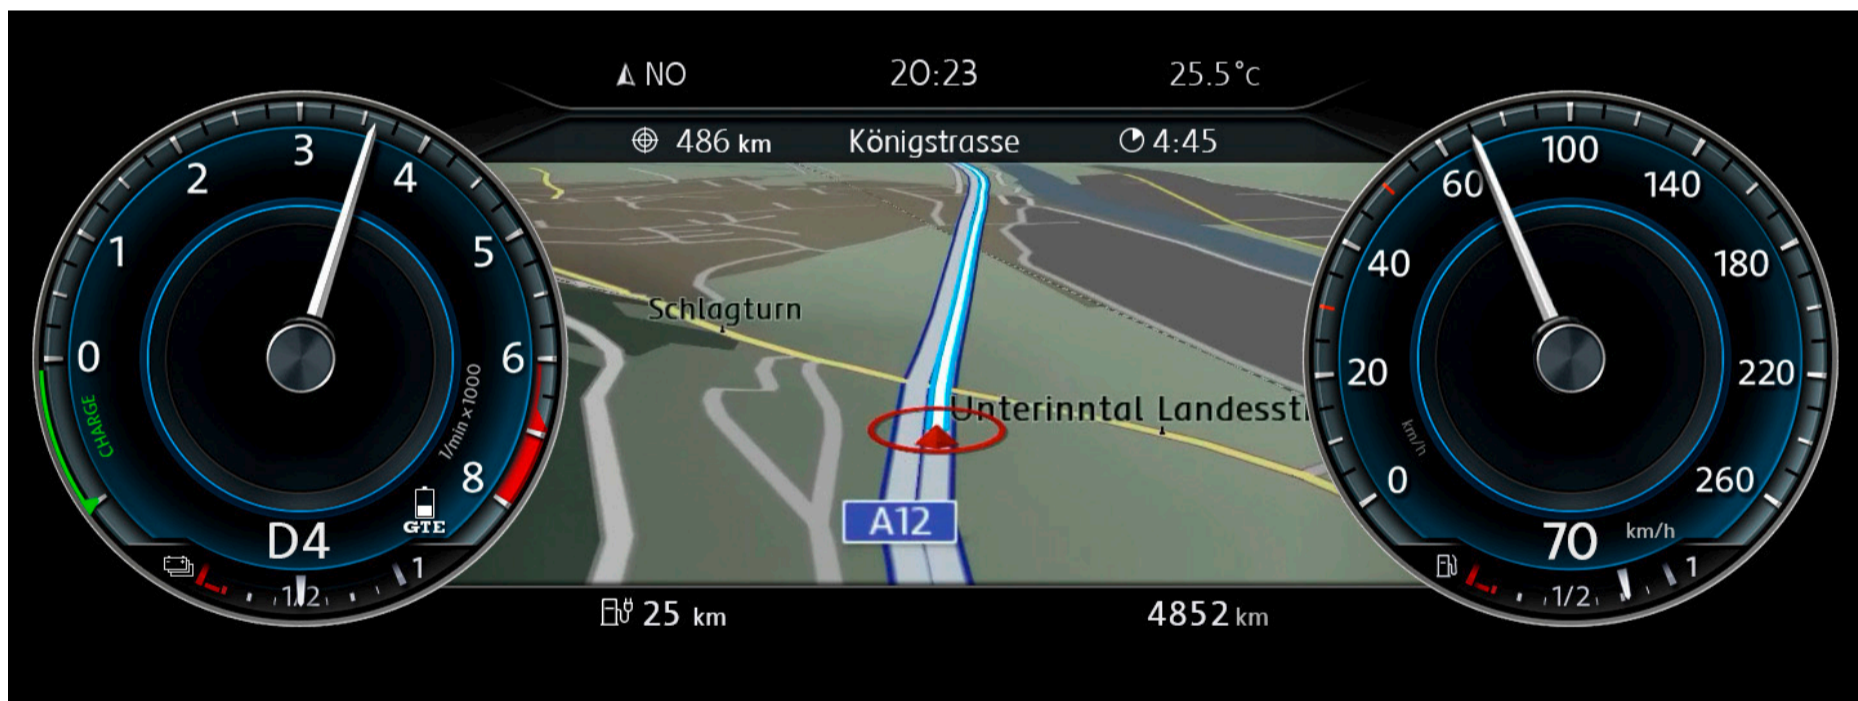 NO 20:23 25.5°C
486 km Königstrasse 4:45
0 1 2 3 4 5 6 8
1/min x 1000
CHARGE
GTE
D4
1/2 1
Schlagturn
Unterinntal Landesst
A12
25 km
4852 km
0 20 40 60 100 140 180 220 260
km/h
70 km/h
1/2 1